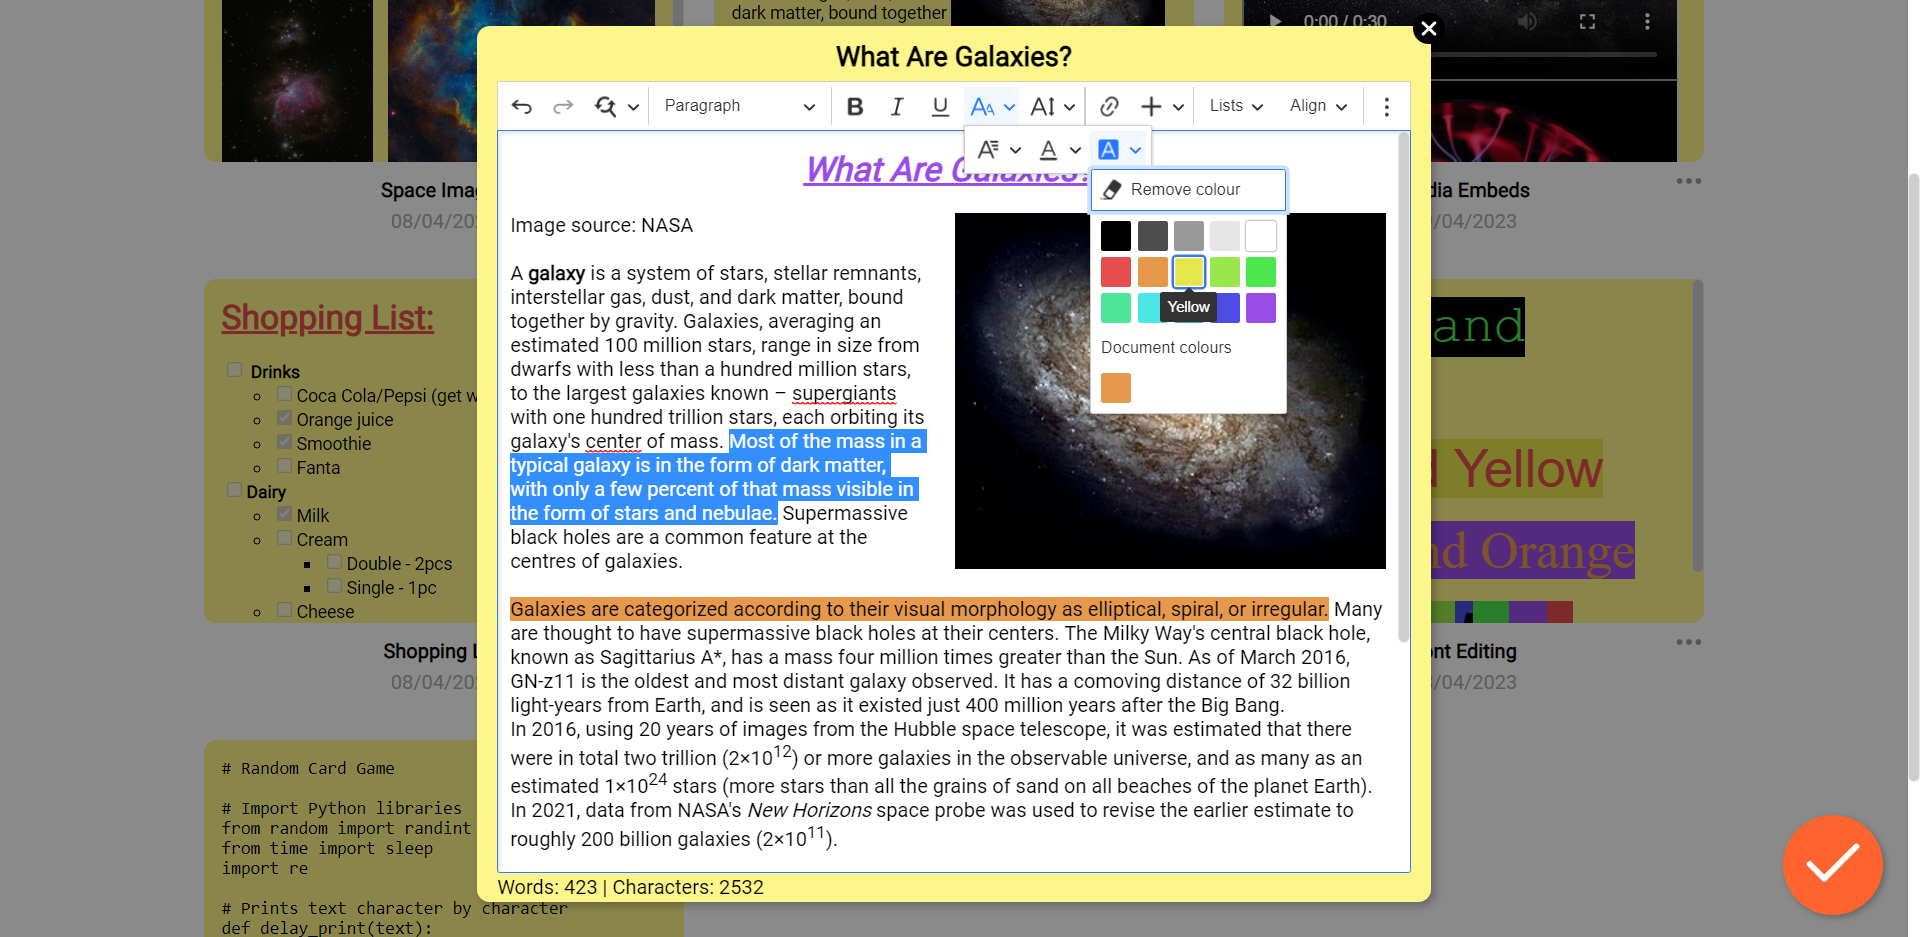 dark matter, bound together
0:00 / 0:30
What Are Galaxies?
Paragraph
B I U
Lists
Align
What Are Galaxies?
Remove colour
Yellow
Document colours
Image source: NASA
A galaxy is a system of stars, stellar remnants,
interstellar gas, dust, and dark matter, bound
together by gravity. Galaxies, averaging an
estimated 100 million stars, range in size from
dwarfs with less than a hundred million stars,
to the largest galaxies known – supergiants
with one hundred trillion stars, each orbiting its
galaxy's center of mass. Most of the mass in a
typical galaxy is in the form of dark matter,
with only a few percent of that mass visible in
the form of stars and nebulae. Supermassive
black holes are a common feature at the
centres of galaxies.
Galaxies are categorized according to their visual morphology as elliptical, spiral, or irregular. Many
are thought to have supermassive black holes at their centers. The Milky Way's central black hole,
known as Sagittarius A*, has a mass four million times greater than the Sun. As of March 2016,
GN-z11 is the oldest and most distant galaxy observed. It has a comoving distance of 32 billion
light-years from Earth, and is seen as it existed just 400 million years after the Big Bang.
In 2016, using 20 years of images from the Hubble space telescope, it was estimated that there
were in total two trillion (2×10¹²) or more galaxies in the observable universe, and as many as an
estimated 1×10²⁴ stars (more stars than all the grains of sand on all beaches of the planet Earth).
In 2021, data from NASA's New Horizons space probe was used to revise the earlier estimate to
roughly 200 billion galaxies (2×10¹¹).
Words: 423 | Characters: 2532
Space Imag
08/04/202
Shopping List:
Drinks
Coca Cola/Pepsi (get w
Orange juice
Smoothie
Fanta
Dairy
Milk
Cream
Double - 2pcs
Single - 1pc
Cheese
Shopping L
08/04/202
# Random Card Game
# Import Python libraries
from random import randint
from time import sleep
import re
# Prints text character by character
def delay_print(text):
dia Embeds
/04/2023
and
d Yellow
nd Orange
nt Editing
/04/2023